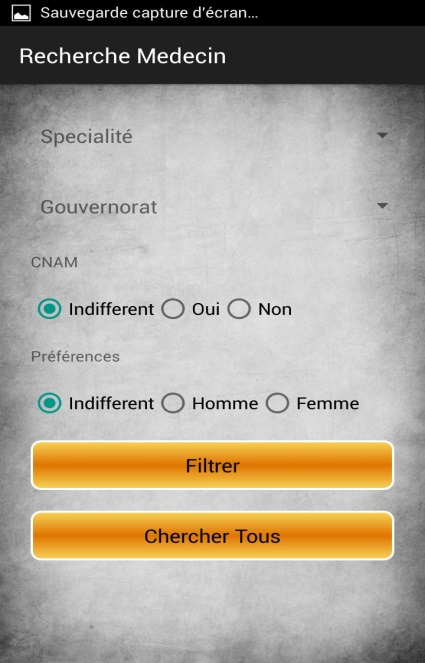 Sauvegarde capture d'écran...
Recherche Medecin
Specialité
Gouvernorat
CNAM
Indifferent Oui Non
Préférences
Indifferent Homme Femme
Filtrer
Chercher Tous